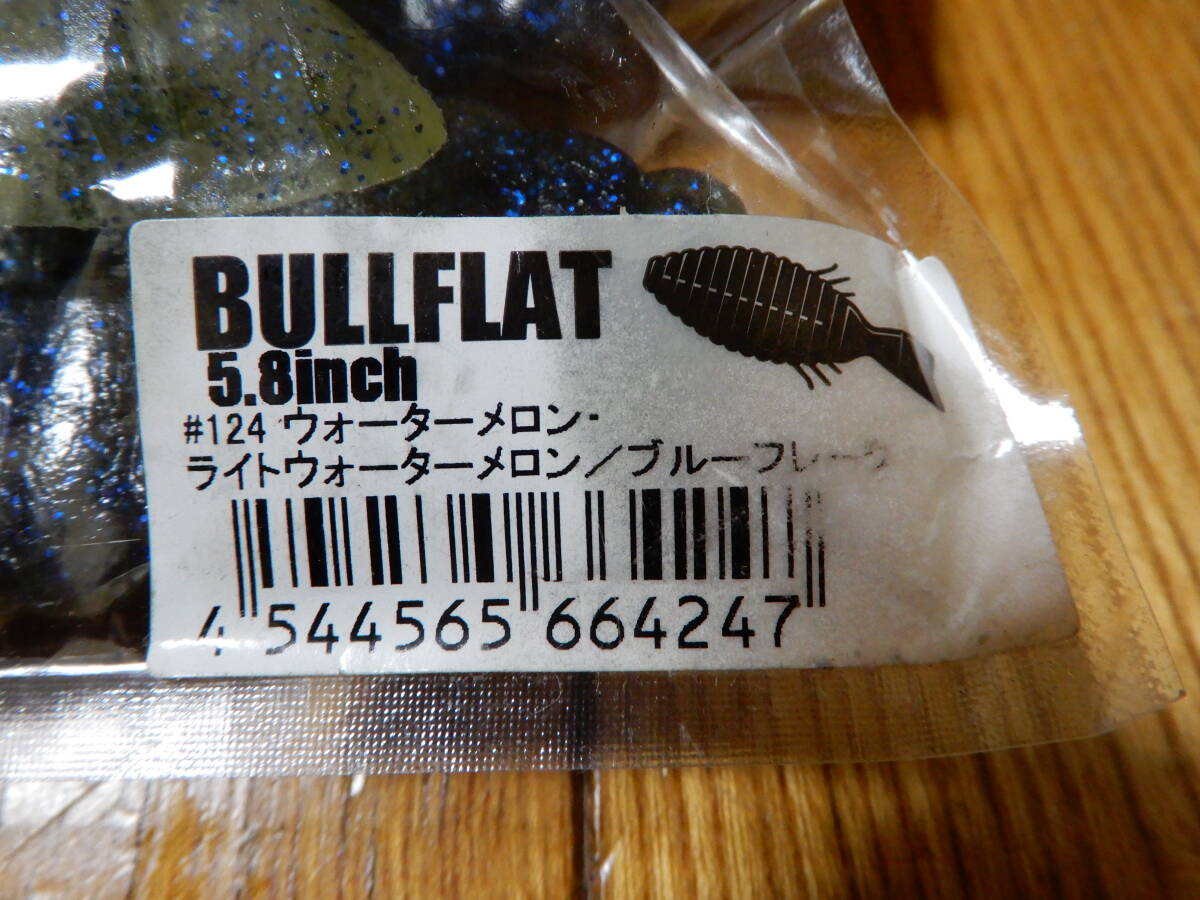 BULLFLAT
5.8inch
#124 ウォーターメロン-
ライトウォーターメロン/ブルーフレーク
4 544565 664247